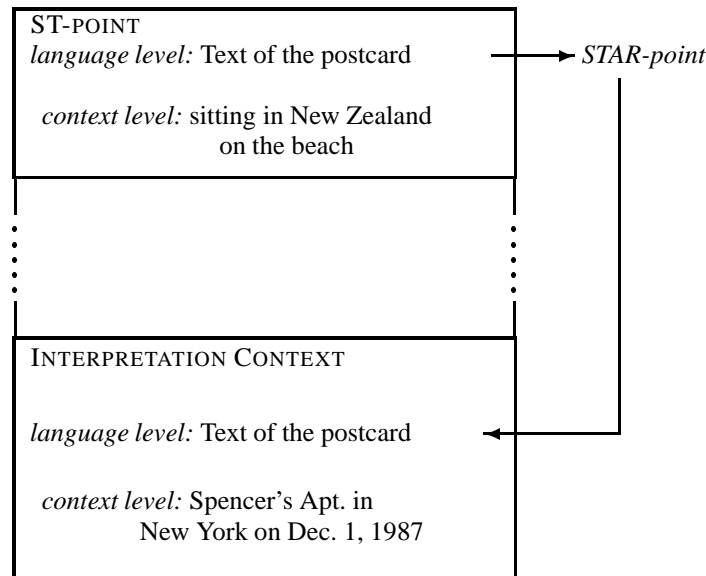 ST-POINT
language level: Text of the postcard
STAR-point
context level: sitting in New Zealand
on the beach
INTERPRETATION CONTEXT
language level: Text of the postcard
context level: Spencer's Apt. in
New York on Dec. 1, 1987